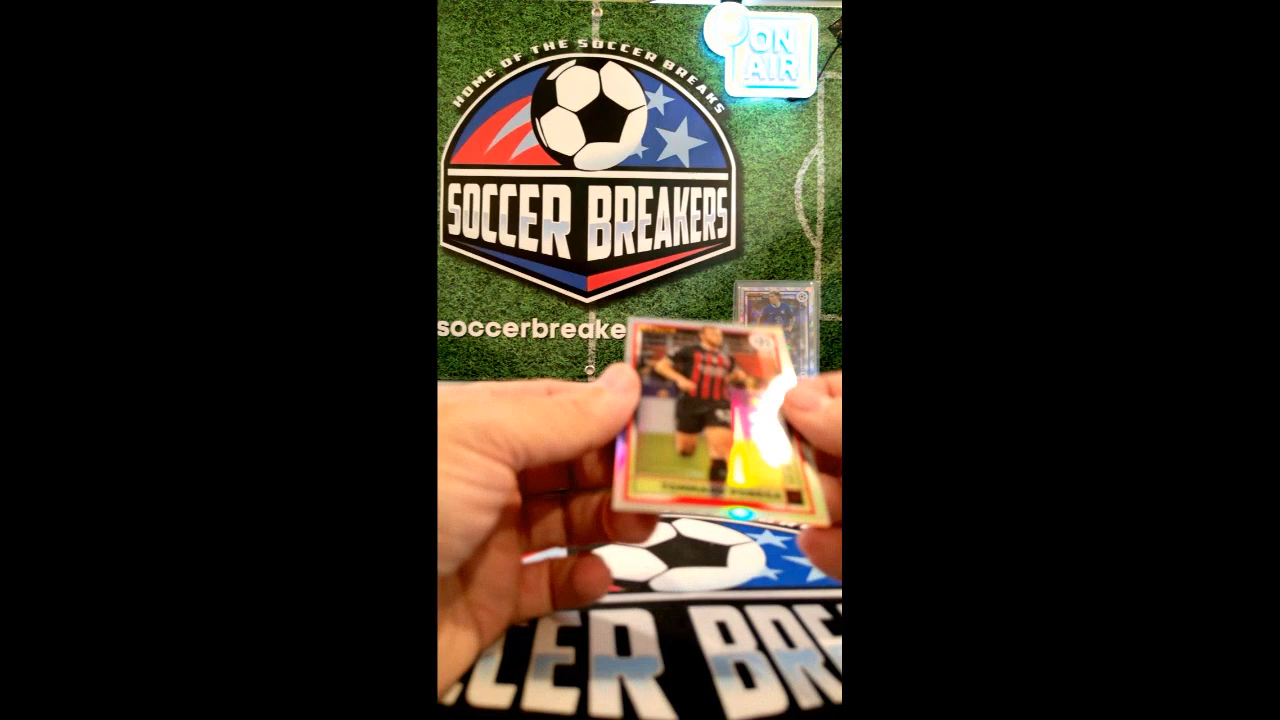 HOME OF THE SOCCER BREAKS
ON
AIR
SOCCER BREAKERS
soccerbreake
CER BRE